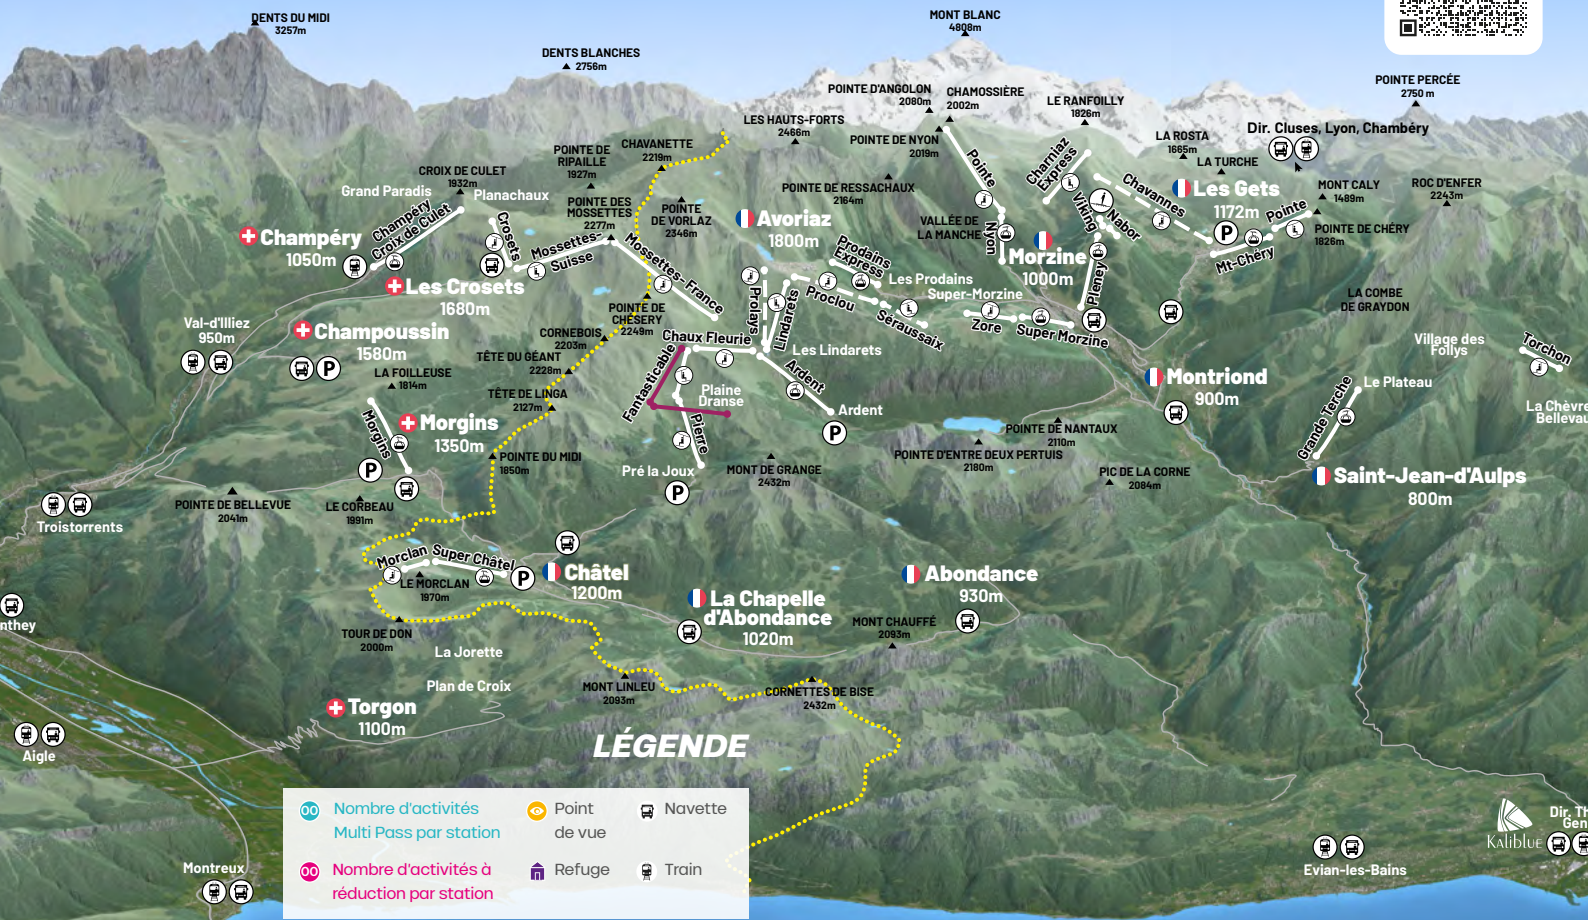 DENTS DU MIDI
3257m
DENTS BLANCHES
2756m
MONT BLANC
4808m
POINTE D'ANGOLON
2080m
CHAMOSSIÈRE
2002m
LE RANFOILLY
1826m
POINTE PERCÉE
2750 m
LES HAUTS-FORTS
2466m
POINTE DE NYON
2019m
LA ROSTA
1665m
Dir. Cluses, Lyon, Chambéry
LA TURCHE
CHAVANETTE
2219m
POINTE DE
RIPAILLE
1927m
CROIX DE CULET
1932m
Grand Paradis
Planachaux
POINTE DES
MOSSETTES
2277m
POINTE
DE VORLAZ
2346m
POINTE DE RESSACHAUX
2164m
VALLÉE DE
LA MANCHE
Les Gets
1172m
MONT CALY
1489m
ROC D'ENFER
2243m
POINTE DE CHÉRY
1826m
Champéry
1050m
Champéry
Croix de Culet
Crosets
Mossettes-
Suisse
Mossettes-France
Avoriaz
1800m
Prodains
Express
Les Prodains
Pointe
Nyon
Charniaz
Express
Viking
Nabor
Chavannes
Pointe
Mt-Chéry
Morzine
1000m
Pleney
Les Crosets
1680m
Prolays
Lindarets
Proclou
Séraussaix
Super-Morzine
Zore
Super Morzine
LA COMBE
DE GRAYDON
Champoussin
1580m
Val-d'Illiez
950m
POINTE DE
CHÉSERY
2249m
CORNEBOIS
2203m
Chaux Fleurie
Les Lindarets
Village des
Follys
Torchon
TÊTE DU GÉANT
2228m
LA FOILLEUSE
1814m
TÊTE DE LINGA
2127m
Fantasticable
Plaine
Dranse
Ardent
Ardent
Montriond
900m
Grande Terche
Le Plateau
La Chèvre
Bellevau
Morgins
Morgins
1350m
Pierre
P
POINTE DE NANTAUX
2110m
POINTE DU MIDI
1850m
Pré la Joux
MONT DE GRANGE
2432m
POINTE D'ENTRE DEUX PERTUIS
2180m
PIC DE LA CORNE
2084m
Saint-Jean-d'Aulps
800m
POINTE DE BELLEVUE
2041m
LE CORBEAU
1991m
Troistorrents
Morclan
Super Châtel
LE MORCLAN
1970m
Châtel
1200m
Abondance
930m
La Chapelle
d'Abondance
1020m
nthey
TOUR DE DON
2000m
MONT CHAUFFÉ
2093m
La Jorette
Plan de Croix
MONT LINLEU
2093m
CORNETTES DE BISE
2432m
Torgon
1100m
Aigle
LÉGENDE
00 Nombre d'activités
Multi Pass par station
Point
de vue
Navette
00 Nombre d'activités à
réduction par station
Refuge
Train
Montreux
KALIBLUE
Dir. Th
Gen
Evian-les-Bains